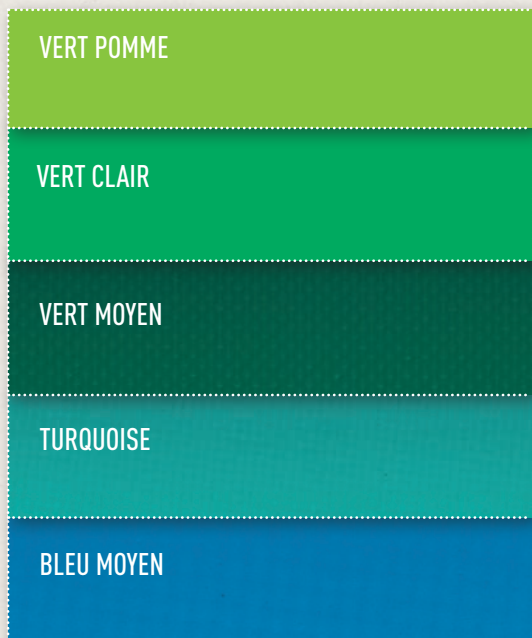 VERT POMME
VERT CLAIR
VERT MOYEN
TURQUOISE
BLEU MOYEN